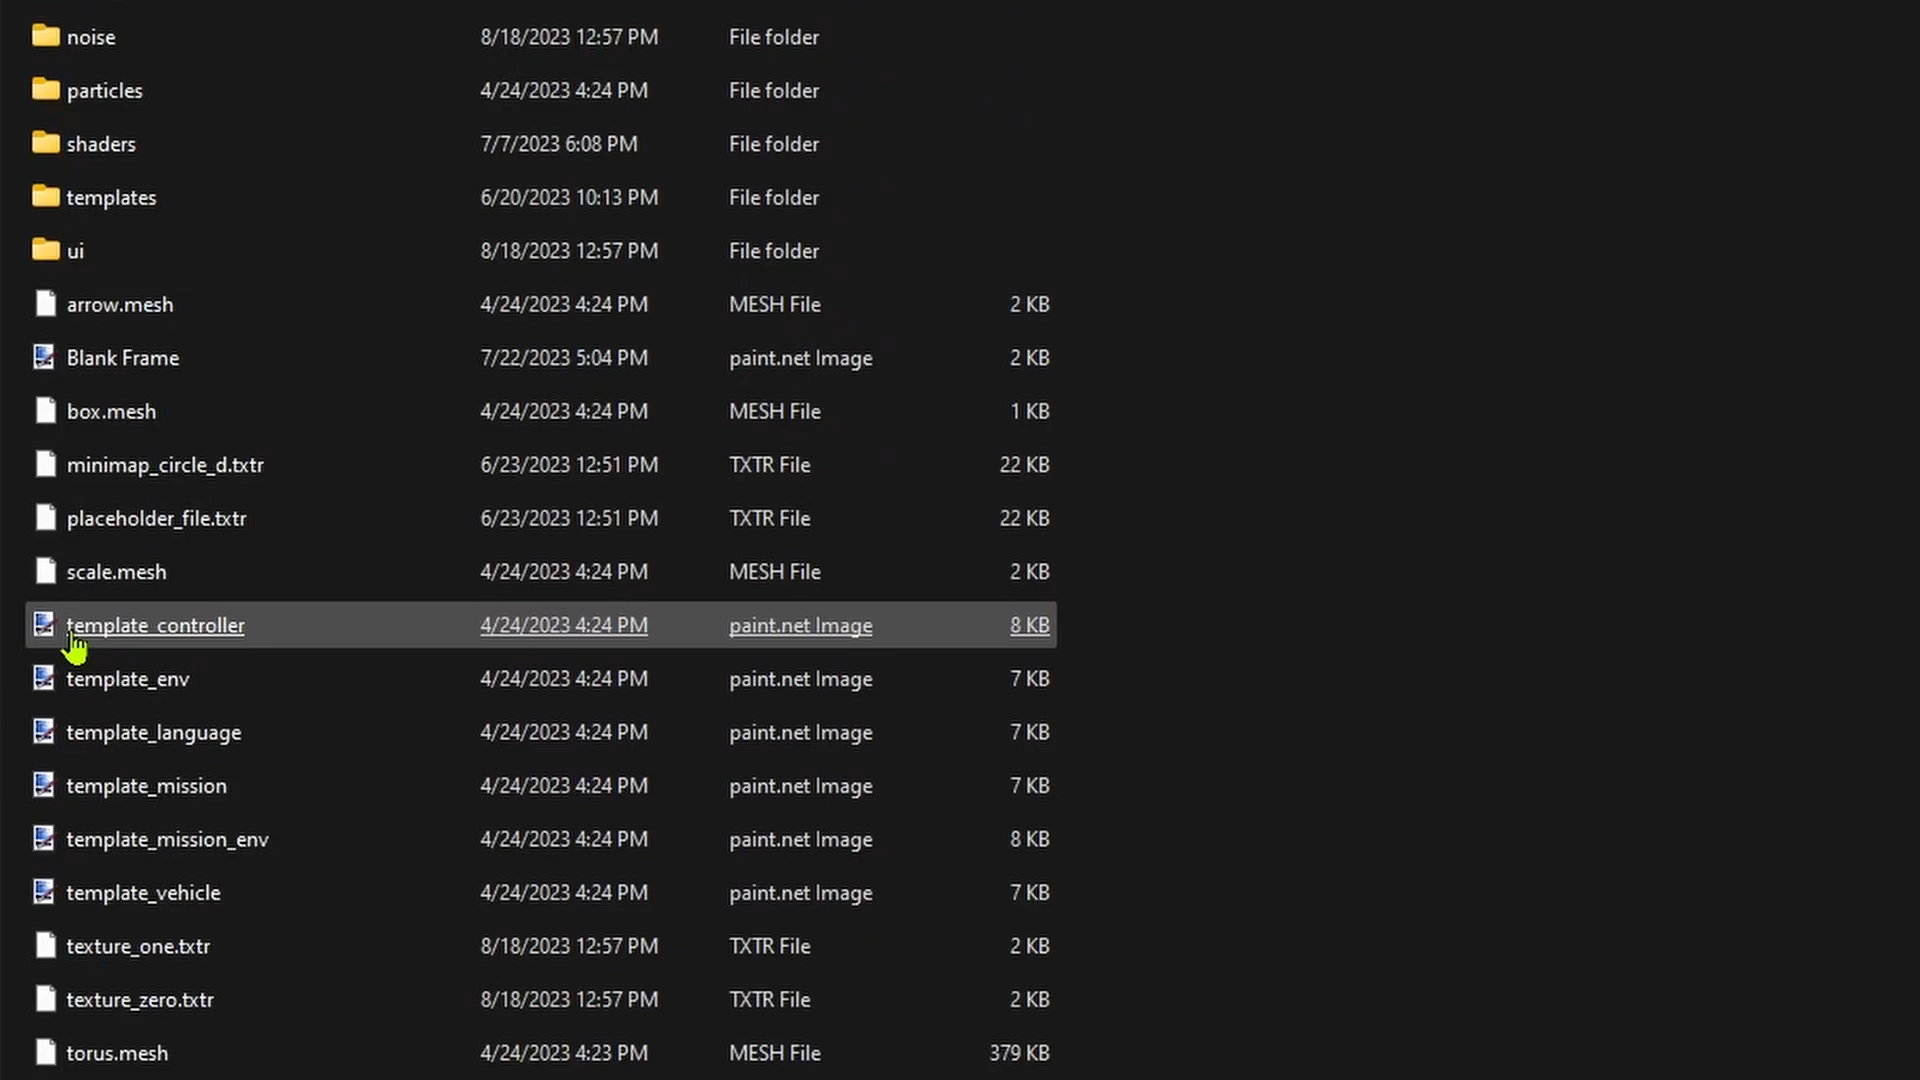 noise 8/18/2023 12:57 PM File folder
particles 4/24/2023 4:24 PM File folder
shaders 7/7/2023 6:08 PM File folder
templates 6/20/2023 10:13 PM File folder
ui 8/18/2023 12:57 PM File folder
arrow.mesh 4/24/2023 4:24 PM MESH File 2 KB
Blank Frame 7/22/2023 5:04 PM paint.net Image 2 KB
box.mesh 4/24/2023 4:24 PM MESH File 1 KB
minimap_circle_d.txtr 6/23/2023 12:51 PM TXTR File 22 KB
placeholder_file.txtr 6/23/2023 12:51 PM TXTR File 22 KB
scale.mesh 4/24/2023 4:24 PM MESH File 2 KB
template_controller 4/24/2023 4:24 PM paint.net Image 8 KB
template_env 4/24/2023 4:24 PM paint.net Image 7 KB
template_language 4/24/2023 4:24 PM paint.net Image 7 KB
template_mission 4/24/2023 4:24 PM paint.net Image 7 KB
template_mission_env 4/24/2023 4:24 PM paint.net Image 8 KB
template_vehicle 4/24/2023 4:24 PM paint.net Image 7 KB
texture_one.txtr 8/18/2023 12:57 PM TXTR File 2 KB
texture_zero.txtr 8/18/2023 12:57 PM TXTR File 2 KB
torus.mesh 4/24/2023 4:23 PM MESH File 379 KB